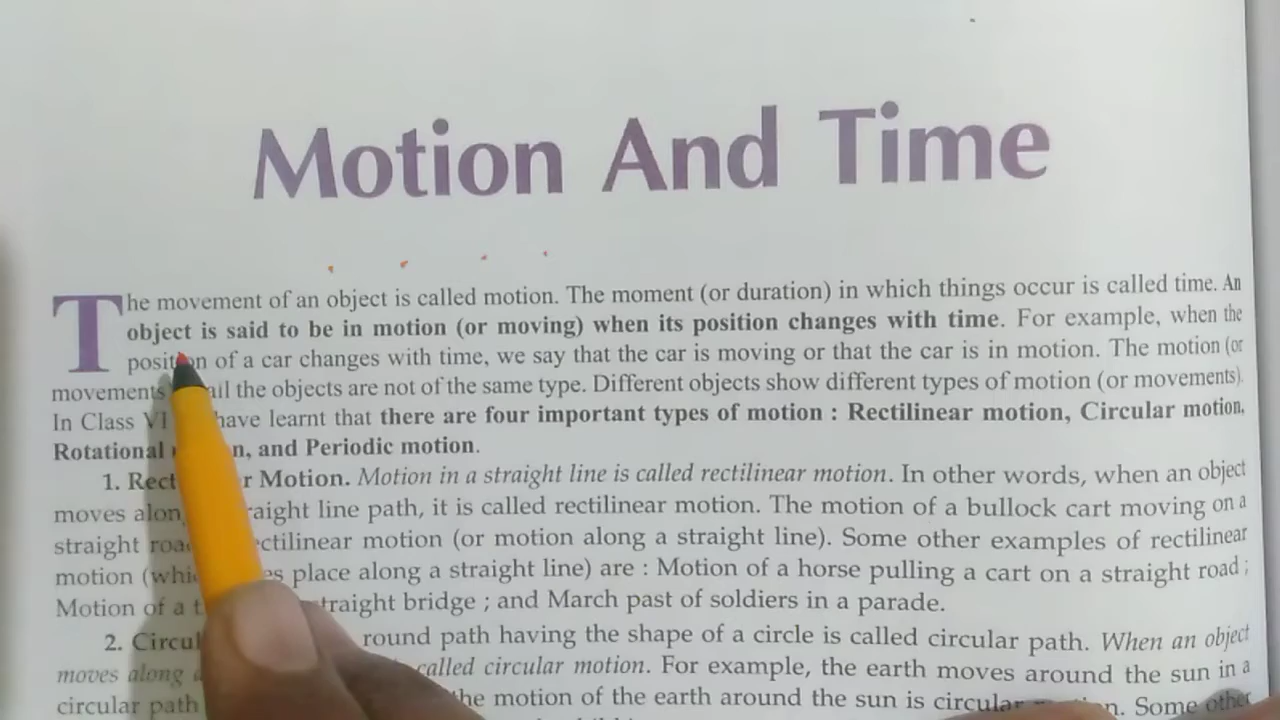 Motion And Time
The movement of an object is called motion. The moment (or duration) in which things occur is called time. An
object is said to be in motion (or moving) when its position changes with time. For example, when the
position of a car changes with time, we say that the car is moving or that the car is in motion. The motion (or
movements all the objects are not of the same type. Different objects show different types of motion (or movements).
In Class VI have learnt that there are four important types of motion : Rectilinear motion, Circular motion,
Rotational and Periodic motion.
1. Motion. Motion in a straight line is called rectilinear motion. In other words, when an object
moves straight line path, it is called rectilinear motion. The motion of a bullock cart moving on a
straight rectilinear motion (or motion along a straight line). Some other examples of rectilinear
motion place along a straight line) are : Motion of a horse pulling a cart on a straight road ;
Motion of a straight bridge ; and March past of soldiers in a parade.
2. round path having the shape of a circle is called circular path. When an object
moves along called circular motion. For example, the earth moves around the sun in a
circular path the motion of the earth around the sun is circular Some other